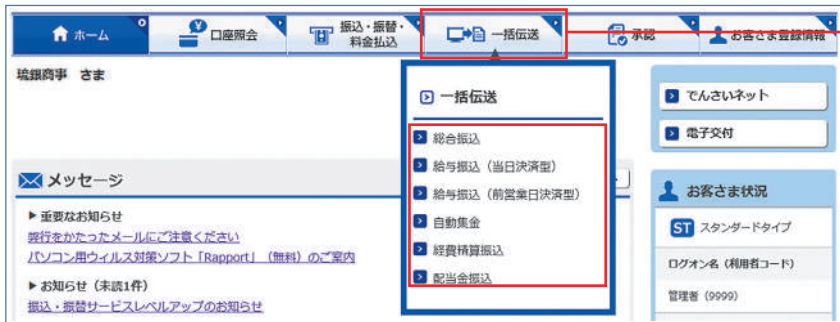 ホーム
口座照会
振込・振替・
料金払込
一括伝送
承認
お客さま登録情報
琉銀商事 さま
一括伝送
総合振込
給与振込（当日決済型）
給与振込（前営業日決済型）
自動集金
経費精算振込
配当金振込
メッセージ
▶ 重要なお知らせ
弊行をかたったメールにご注意ください
パソコン用ウィルス対策ソフト「Rapport」（無料）のご案内
▶ お知らせ（未読1件）
振込・振替サービスレベルアップのお知らせ
でんさいネット
電子交付
お客さま状況
ST スタンダードタイプ
ログオン名（利用者コード）
管理者（9999）